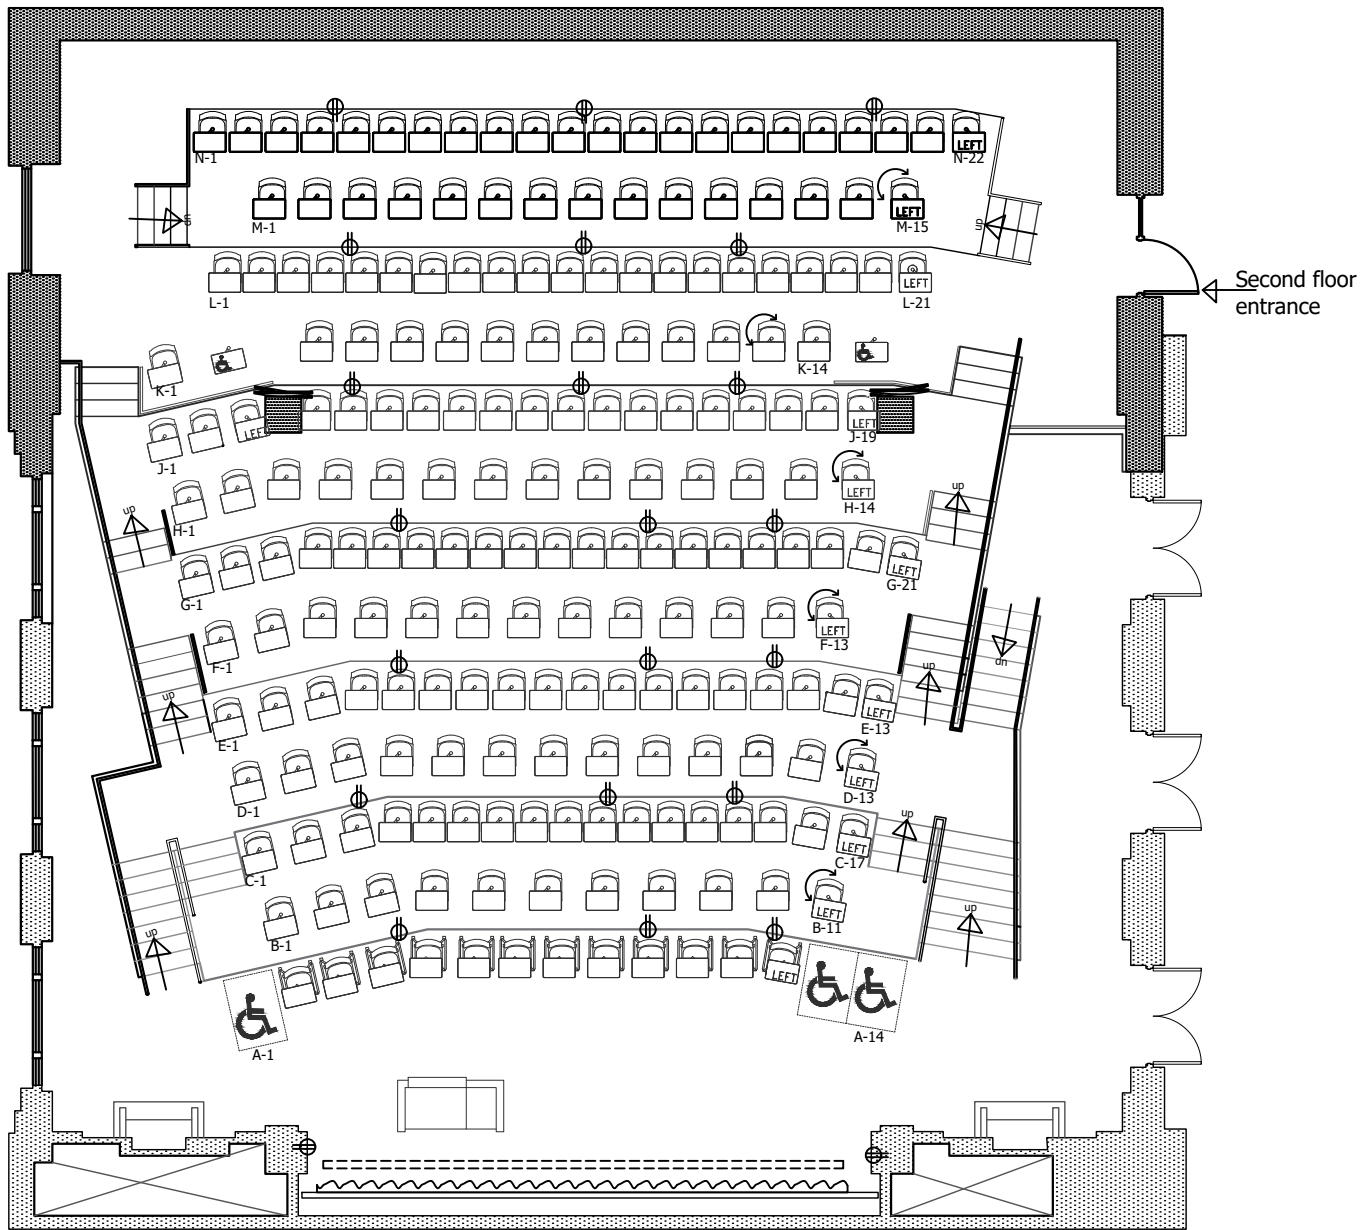 LEFT
N-1
N-22
up
M-1
LEFT
M-15
up
LEFT
L-1
L-21
Second floor
entrance
K-1
K-14
LEFT
LEFT
J-1
J-19
up
LEFT
up
H-1
H-14
LEFT
G-1
G-21
LEFT
F-1
F-13
dn
up
up
LEFT
E-1
E-13
LEFT
D-1
D-13
up
LEFT
C-1
C-17
LEFT
up
up
B-1
B-11
LEFT
A-1
A-14